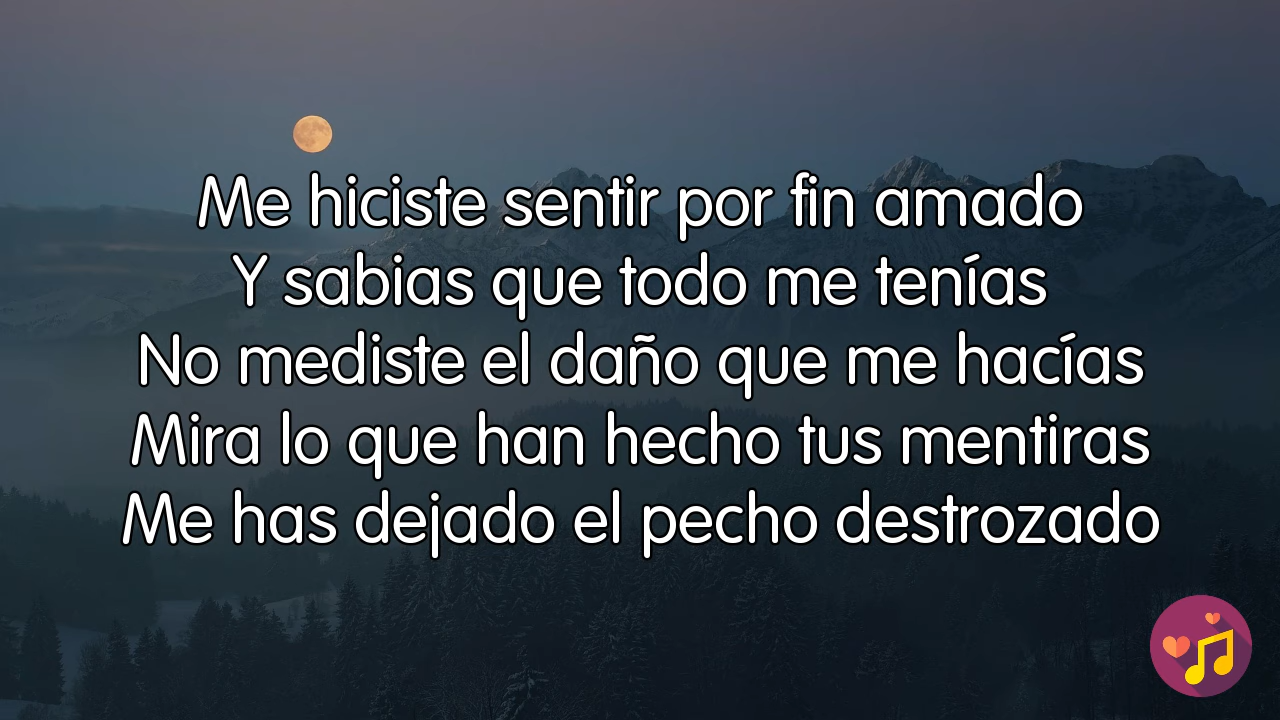 Me hiciste sentir por fin amado
Y sabias que todo me tenías
No mediste el daño que me hacías
Mira lo que han hecho tus mentiras
Me has dejado el pecho destrozado